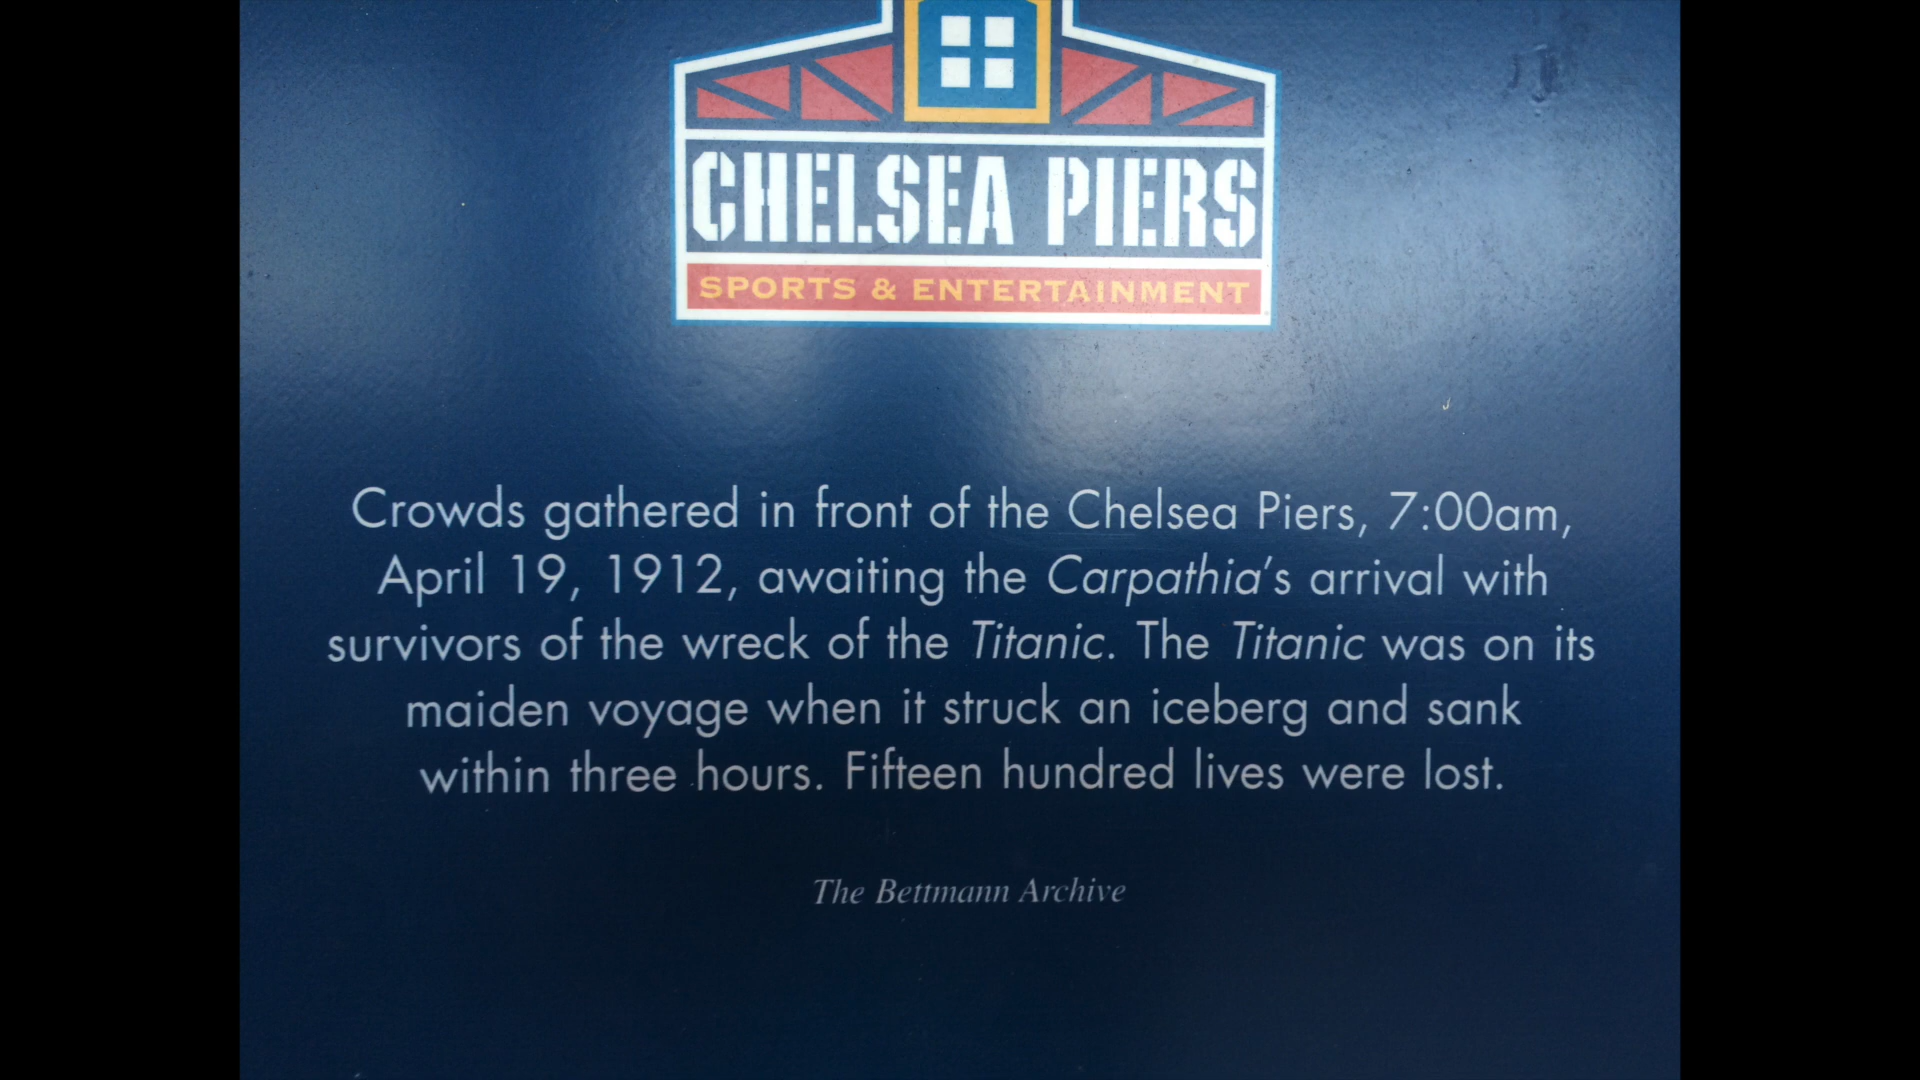 CHELSEA PIERS
SPORTS & ENTERTAINMENT
Crowds gathered in front of the Chelsea Piers, 7:00am,
April 19, 1912, awaiting the Carpathia's arrival with
survivors of the wreck of the Titanic. The Titanic was on its
maiden voyage when it struck an iceberg and sank
within three hours. Fifteen hundred lives were lost.
The Bettmann Archive